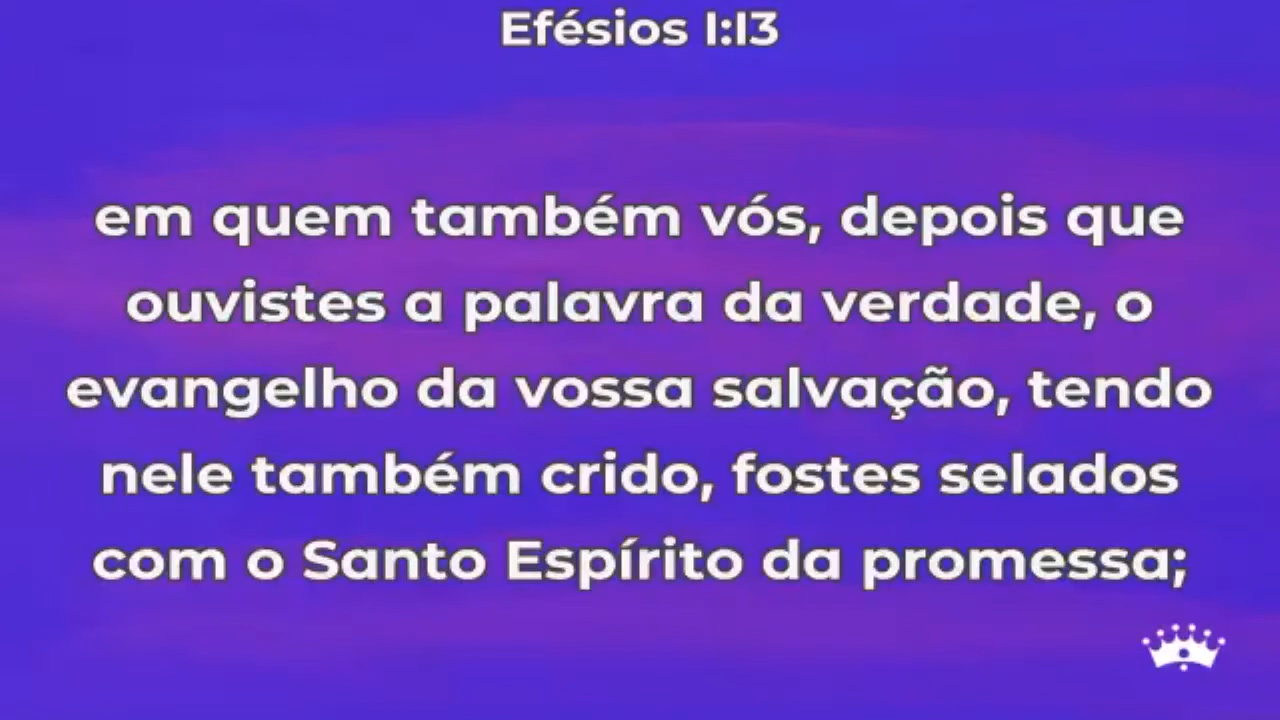 Efésios 1:13
em quem também vós, depois que
ouvistes a palavra da verdade, o
evangelho da vossa salvação, tendo
nele também crido, fostes selados
com o Santo Espírito da promessa;